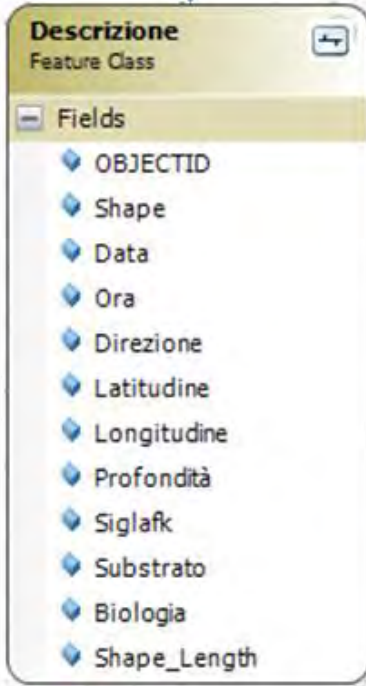 Descrizione
Feature Class
Fields
OBJECTID
Shape
Data
Ora
Direzione
Latitudine
Longitudine
Profondità
Siglafk
Substrato
Biologia
Shape_Length